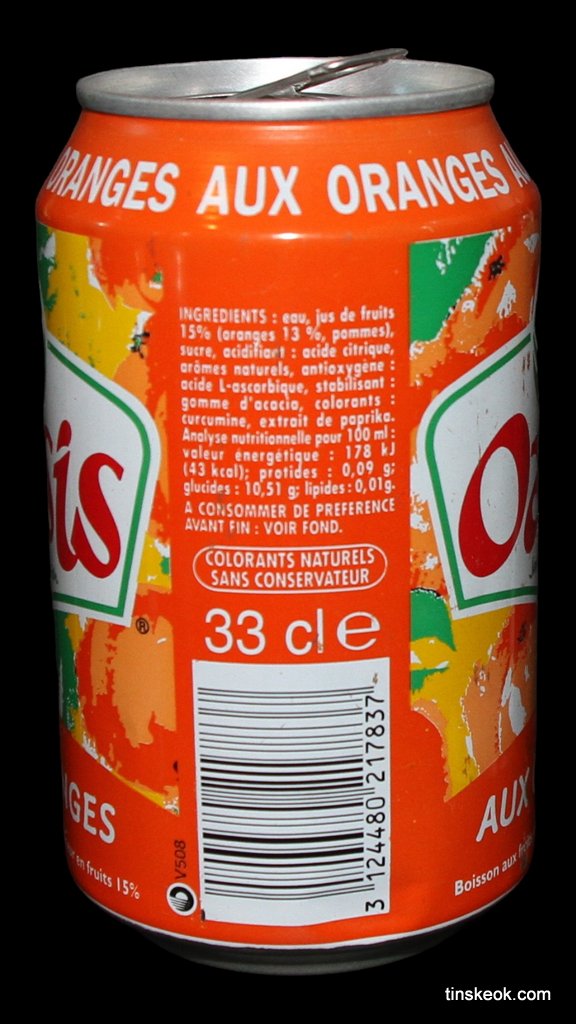 ORANGES AUX ORANGES
INGREDIENTS : eau, jus de fruits
15% (oranges 13 %, pommes),
sucre, acidifiant : acide citrique,
arômes naturels, antioxygène :
acide L-ascorbique, stabilisant :
gomme d'acacia, colorants :
curcumine, extrait de paprika.
Analyse nutritionnelle pour 100 ml :
valeur énergétique : 178 kJ
(43 kcal); protides : 0,09 g;
glucides : 10,51 g; lipides : 0,01g.
A CONSOMMER DE PREFERENCE
AVANT FIN : VOIR FOND.
COLORANTS NATURELS
SANS CONSERVATEUR
33 cl e
sis
®
Oa
NGES
en fruits 15%
V508
3 124480 217837
AUX
Boisson aux
tinskeok.com